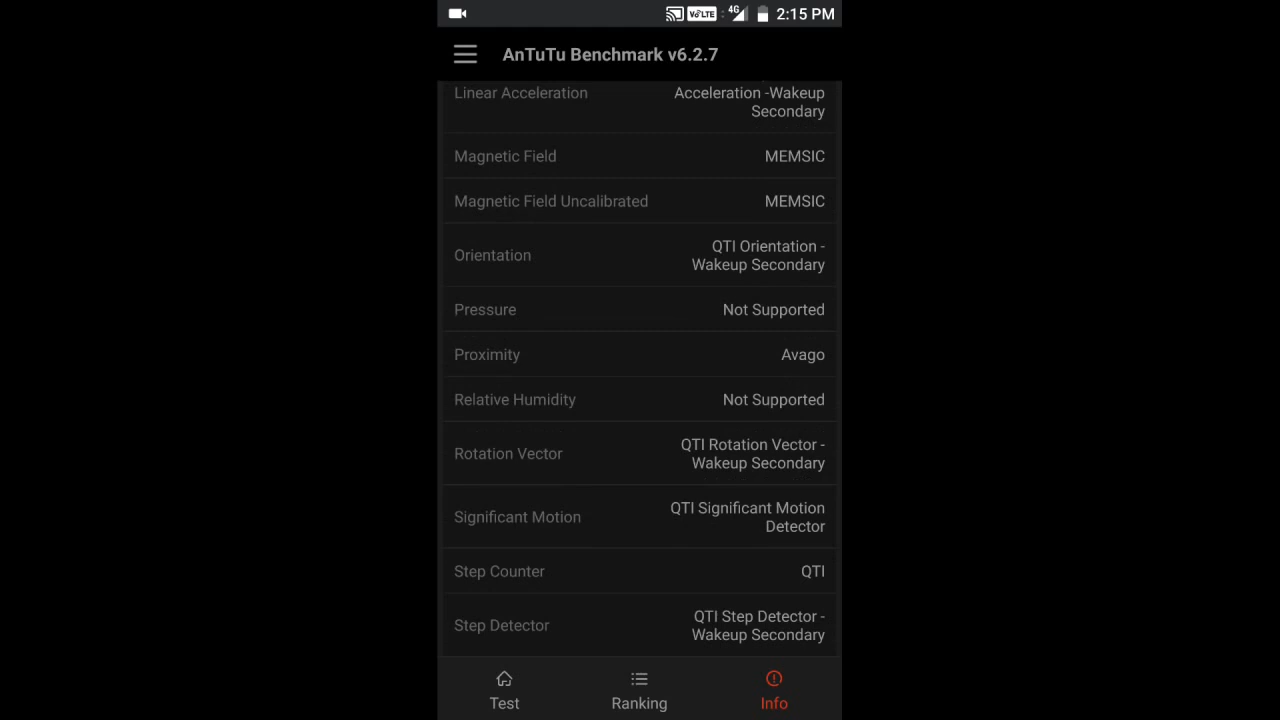 VoLTE : 4G 2:15 PM
AnTuTu Benchmark v6.2.7
Linear Acceleration Acceleration -Wakeup
Secondary
Magnetic Field MEMSIC
Magnetic Field Uncalibrated MEMSIC
Orientation QTI Orientation -
Wakeup Secondary
Pressure Not Supported
Proximity Avago
Relative Humidity Not Supported
Rotation Vector QTI Rotation Vector -
Wakeup Secondary
Significant Motion QTI Significant Motion
Detector
Step Counter QTI
Step Detector QTI Step Detector -
Wakeup Secondary
Test Ranking Info